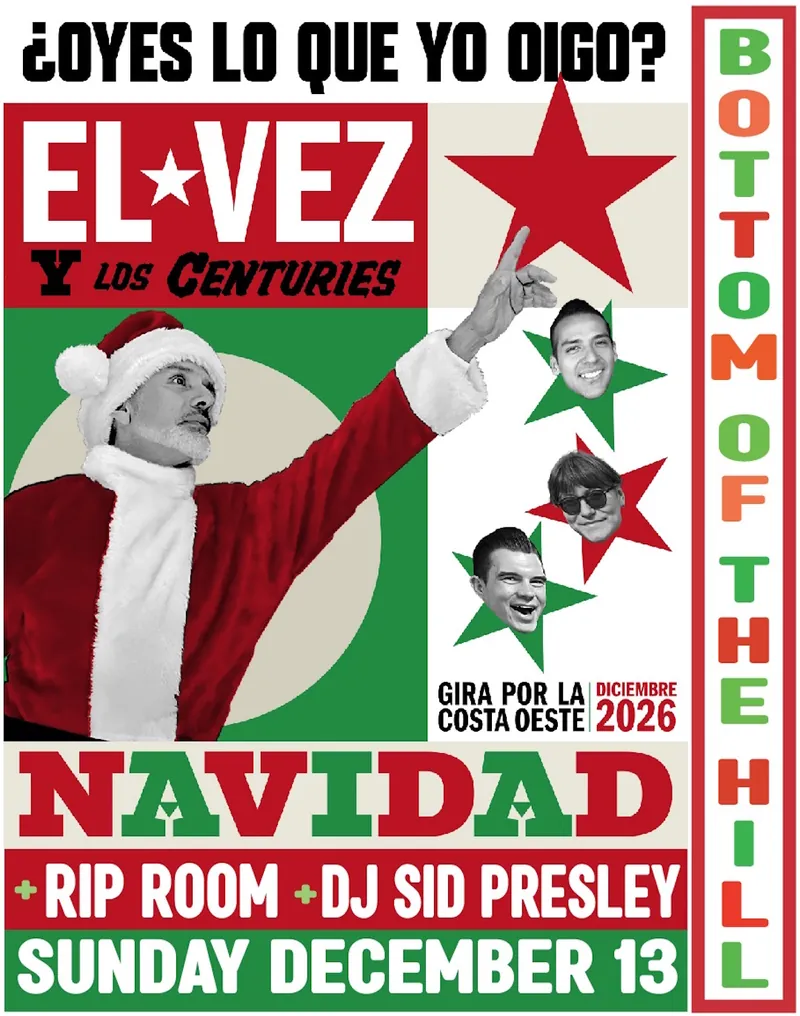 ¿OYES LO QUE YO OIGO?
EL★VEZ
Y LOS CENTURIES
GIRA POR LA
COSTA OESTE
DICIEMBRE
2026
NAVIDAD
+ RIP ROOM + DJ SID PRESLEY
SUNDAY DECEMBER 13
BOTTOM OF THE HILL